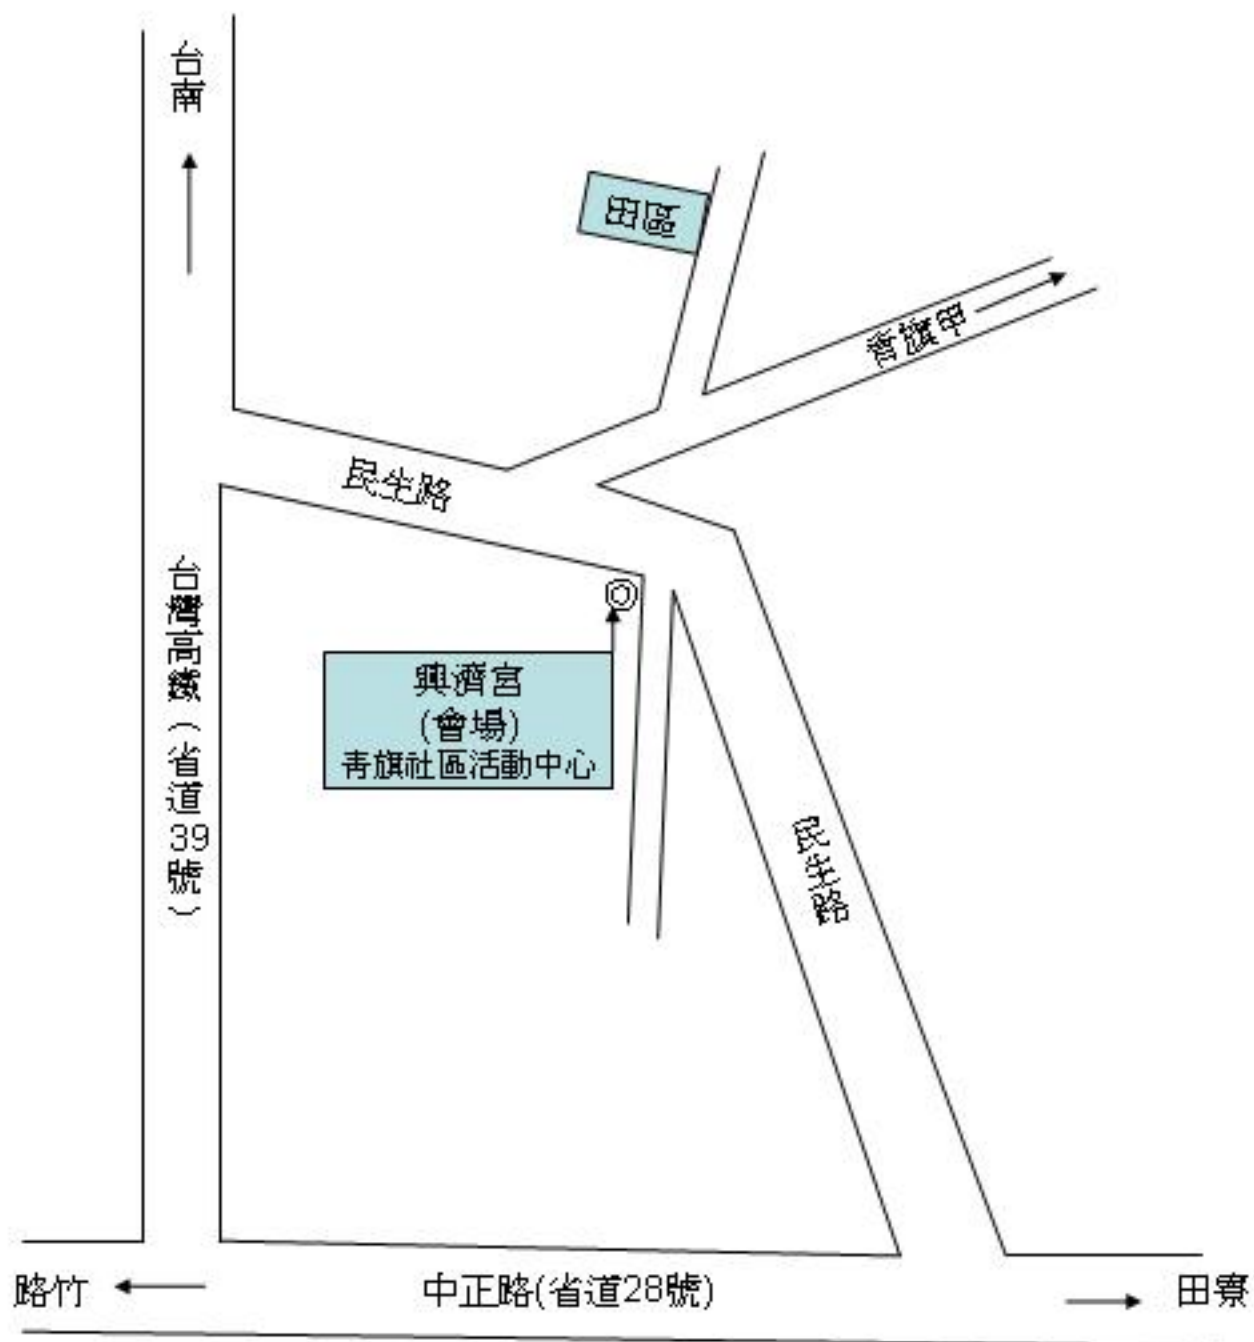 台南
田間
青旗甲
民生路
台灣高鐵(省道39號)
興濟宮
(會場)
青旗社區活動中心
民生路
路竹
中正路(省道28號)
田寮